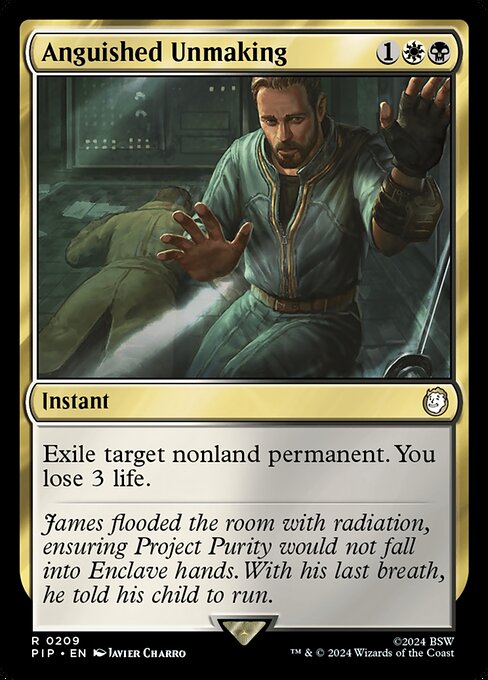 Anguished Unmaking 1
Instant
Exile target nonland permanent. You
lose 3 life.
James flooded the room with radiation,
ensuring Project Purity would not fall
into Enclave hands. With his last breath,
he told his child to run.
R 0209
PIP • EN Javier Charro
©2024 BSW
™ & © 2024 Wizards of the Coast